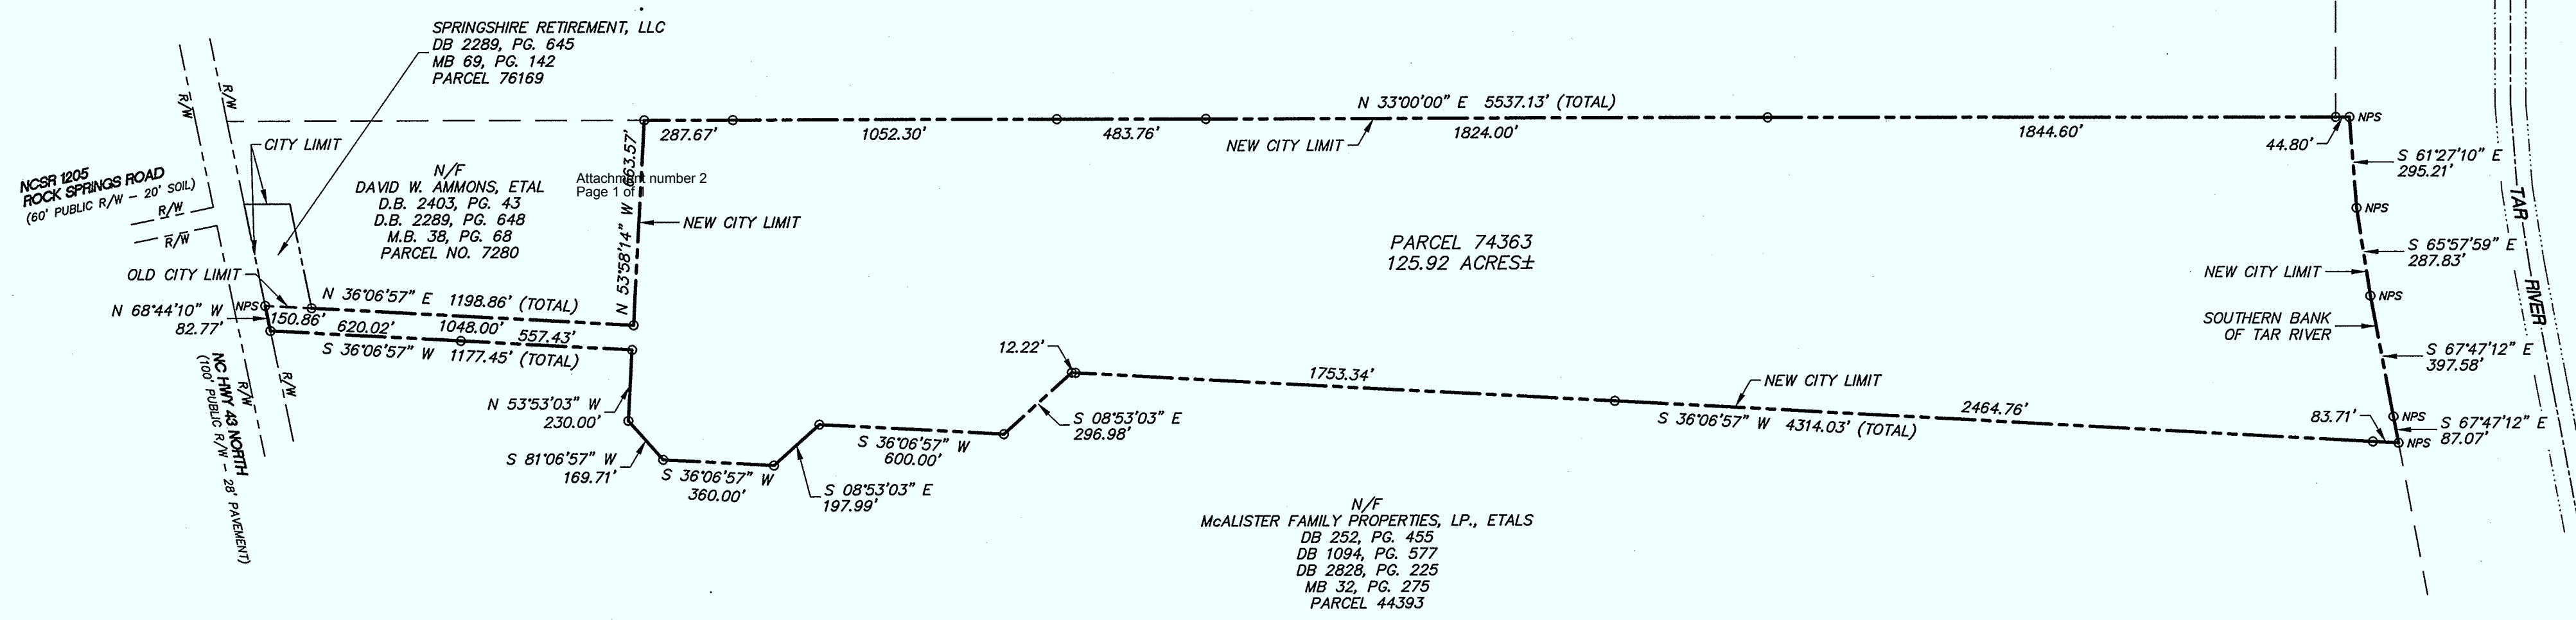 SPRINGSHIRE RETIREMENT, LLC
DB 2289, PG. 645
MB 69, PG. 142
PARCEL 76169
R/W
R/W
CITY LIMIT
NCSR 1205
ROCK SPRINGS ROAD
(60' PUBLIC R/W - 20' SOIL)
R/W
R/W
N/F
DAVID W. AMMONS, ETAL
D.B. 2403, PG. 43
D.B. 2289, PG. 648
M.B. 38, PG. 68
PARCEL NO. 7280
Attachment number 2
Page 1 of 1
N 53°58'14" W 663.57'
NEW CITY LIMIT
287.67'
1052.30'
483.76'
N 33°00'00" E 5537.13' (TOTAL)
NEW CITY LIMIT
1824.00'
1844.60'
44.80'
NPS
S 61°27'10" E
295.21'
NPS
S 65°57'59" E
287.83'
NEW CITY LIMIT
NPS
SOUTHERN BANK
OF TAR RIVER
S 67°47'12" E
397.58'
TAR RIVER
PARCEL 74363
125.92 ACRES±
OLD CITY LIMIT
N 68°44'10" W
82.77'
NPS
150.86'
N 36°06'57" E 1198.86' (TOTAL)
620.02'
1048.00'
557.43'
S 36°06'57" W 1177.45' (TOTAL)
NC HWY 43 NORTH
(100' PUBLIC R/W - 28' PAVEMENT)
R/W
R/W
N 53°53'03" W
230.00'
S 81°06'57" W
169.71'
S 36°06'57" W
360.00'
S 08°53'03" E
197.99'
S 36°06'57" W
600.00'
S 08°53'03" E
296.98'
12.22'
1753.34'
NEW CITY LIMIT
S 36°06'57" W 4314.03' (TOTAL)
2464.76'
83.71'
NPS
S 67°47'12" E
87.07'
NPS
N/F
McALISTER FAMILY PROPERTIES, LP., ETALS
DB 252, PG. 455
DB 1094, PG. 577
DB 2828, PG. 225
MB 32, PG. 275
PARCEL 44393